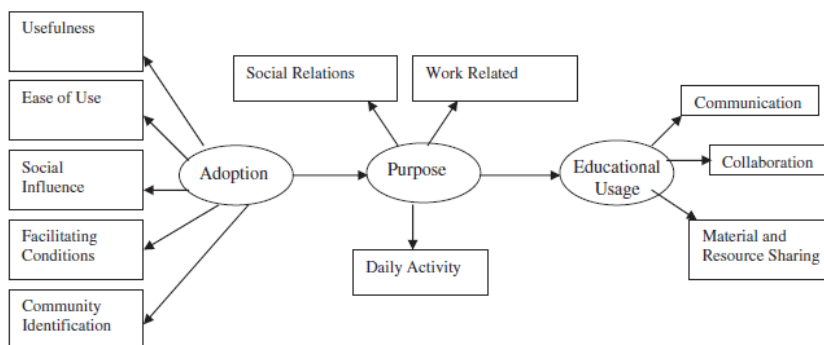 Usefulness
Ease of Use
Social
Influence
Facilitating
Conditions
Community
Identification
Adoption
Social Relations
Work Related
Purpose
Daily Activity
Educational
Usage
Communication
Collaboration
Material and
Resource Sharing